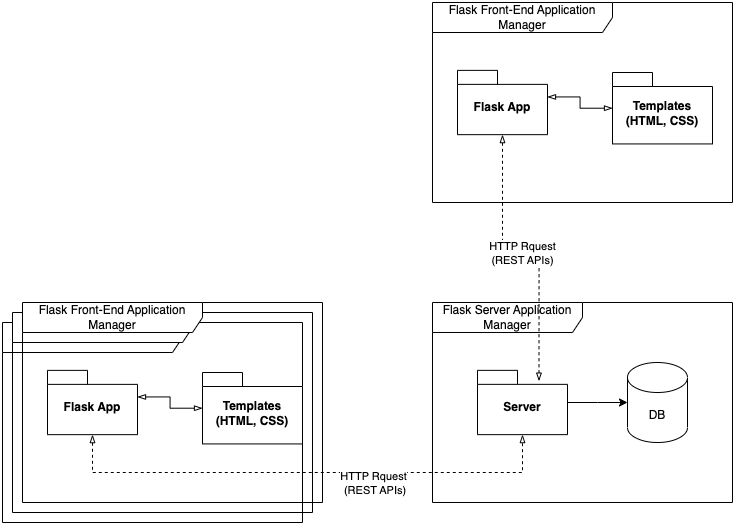 Flask Front-End Application
Manager
Flask App
Templates
(HTML, CSS)
HTTP Rquest
(REST APIs)
Flask Front-End Application
Manager
Flask App
Templates
(HTML, CSS)
Flask Server Application
Manager
Server
DB
HTTP Rquest
(REST APIs)